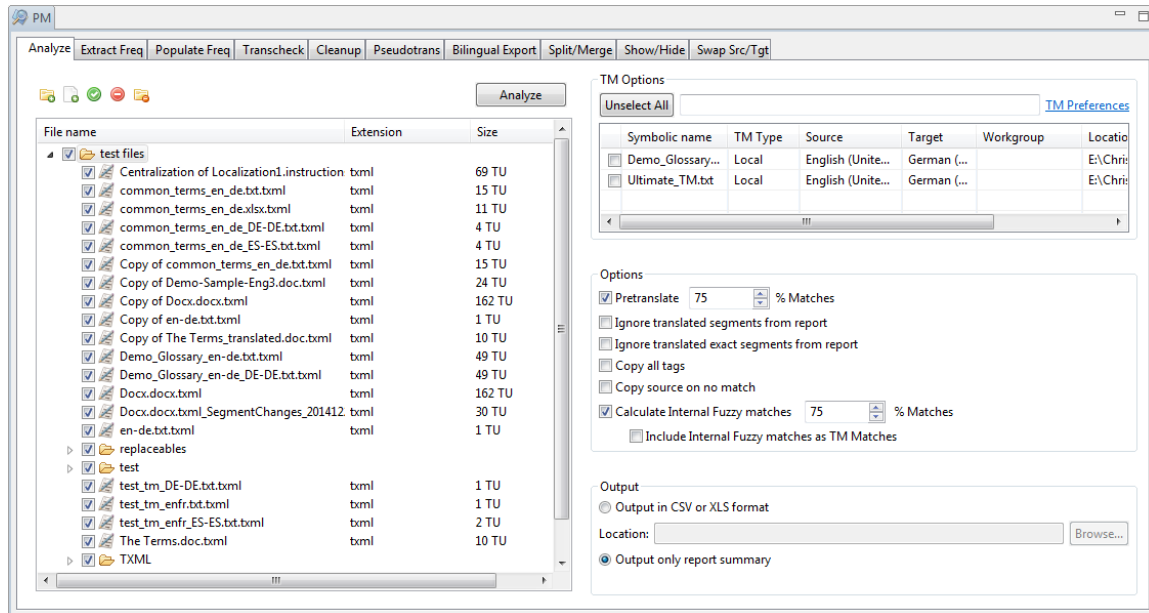 PM
Analyze Extract Freq Populate Freq Transcheck Cleanup Pseudotrans Bilingual Export Split/Merge Show/Hide Swap Src/Tgt
Analyze
File name Extension Size
test files
Centralization of Localization1.instruction: txml 69 TU
common_terms_en_de.txt.txml txml 15 TU
common_terms_en_de.xlsx.txml txml 11 TU
common_terms_en_de_DE-DE.txt.txml txml 4 TU
common_terms_en_de_ES-ES.txt.txml txml 4 TU
Copy of common_terms_en_de.txt.txml txml 15 TU
Copy of Demo-Sample-Eng3.doc.txml txml 24 TU
Copy of Docx.docx.txml txml 162 TU
Copy of en-de.txt.txml txml 1 TU
Copy of The Terms_translated.doc.txml txml 10 TU
Demo_Glossary_en-de.txt.txml txml 49 TU
Demo_Glossary_en-de_DE-DE.txt.txml txml 49 TU
Docx.docx.txml txml 162 TU
Docx.docx.txml_SegmentChanges_201412. txml 30 TU
en-de.txt.txml txml 1 TU
replaceables
test
test_tm_DE-DE.txt.txml txml 1 TU
test_tm_enfr.txt.txml txml 1 TU
test_tm_enfr_ES-ES.txt.txml txml 2 TU
The Terms.doc.txml txml 10 TU
TXML
TM Options
Unselect All TM Preferences
Symbolic name TM Type Source Target Workgroup Locatio
Demo_Glossary... Local English (Unite... German (... E:\Chris
Ultimate_TM.txt Local English (Unite... German (... E:\Chris
Options
Pretranslate 75 % Matches
Ignore translated segments from report
Ignore translated exact segments from report
Copy all tags
Copy source on no match
Calculate Internal Fuzzy matches 75 % Matches
Include Internal Fuzzy matches as TM Matches
Output
Output in CSV or XLS format
Location: Browse...
Output only report summary